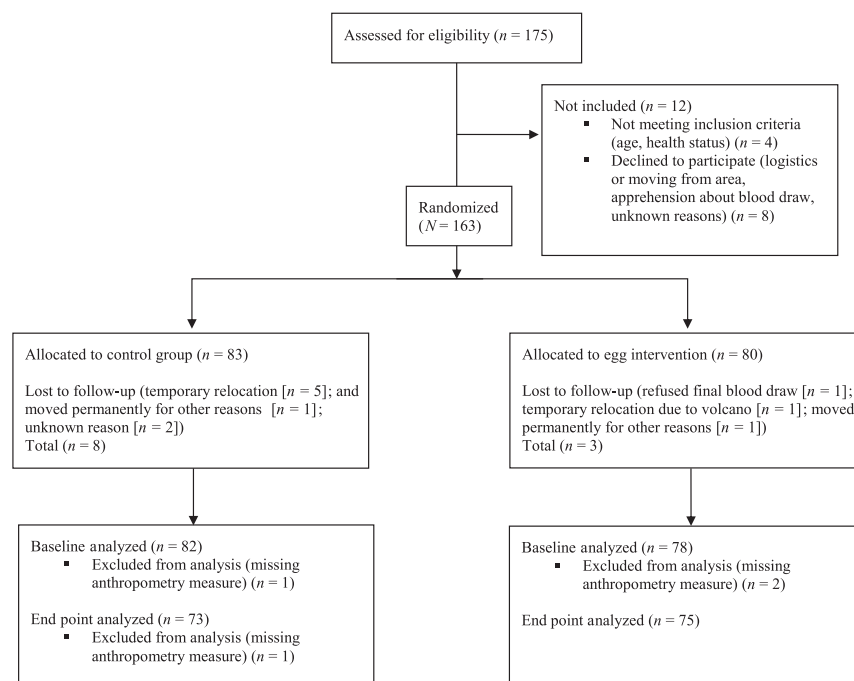 Assessed for eligibility (n = 175)
Not included (n = 12)
▪ Not meeting inclusion criteria
(age, health status) (n = 4)
▪ Declined to participate (logistics
or moving from area,
apprehension about blood draw,
unknown reasons) (n = 8)
Randomized
(N = 163)
Allocated to control group (n = 83)
Lost to follow-up (temporary relocation [n = 5]; and
moved permanently for other reasons [n = 1];
unknown reason [n = 2])
Total (n = 8)
Allocated to egg intervention (n = 80)
Lost to follow-up (refused final blood draw [n = 1];
temporary relocation due to volcano [n = 1]; moved
permanently for other reasons [n = 1])
Total (n = 3)
Baseline analyzed (n = 82)
▪ Excluded from analysis (missing
anthropometry measure) (n = 1)
End point analyzed (n = 73)
▪ Excluded from analysis (missing
anthropometry measure) (n = 1)
Baseline analyzed (n = 78)
▪ Excluded from analysis (missing
anthropometry measure) (n = 2)
End point analyzed (n = 75)